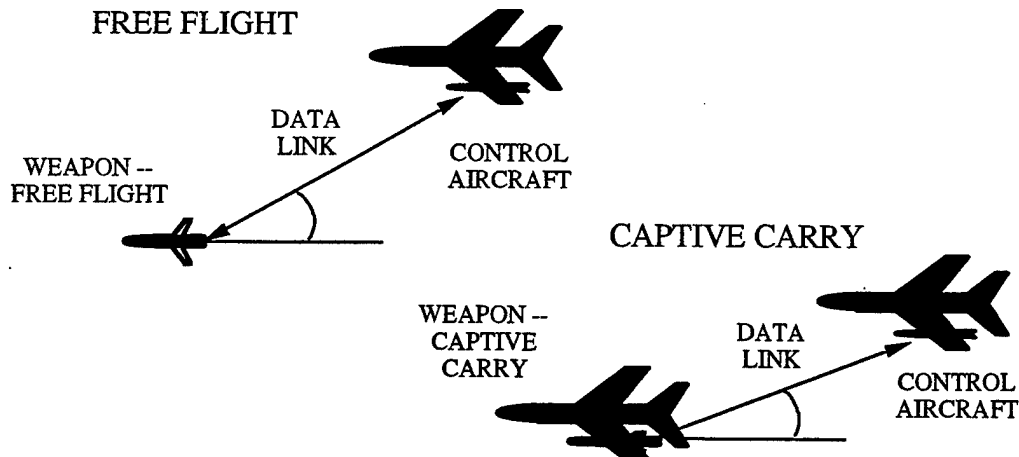 FREE FLIGHT
DATA
LINK
CONTROL
AIRCRAFT
WEAPON --
FREE FLIGHT
CAPTIVE CARRY
WEAPON --
CAPTIVE
CARRY
DATA
LINK
CONTROL
AIRCRAFT